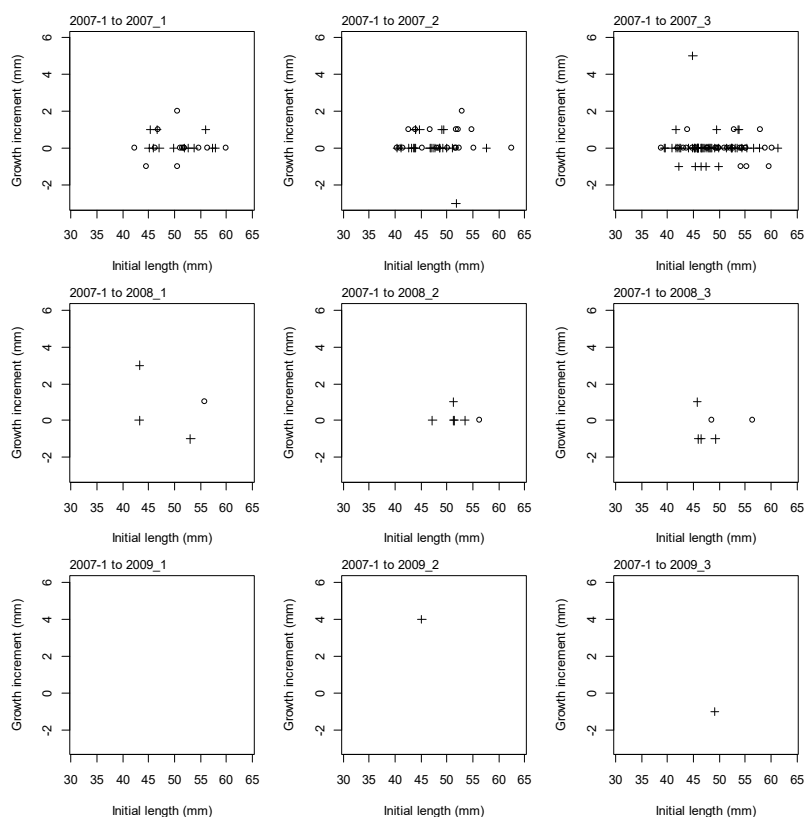 2007-1 to 2007_1
2007-1 to 2007_2
2007-1 to 2007_3
Growth increment (mm)
6
4
2
0
-2
30 35 40 45 50 55 60 65
Initial length (mm)
Growth increment (mm)
6
4
2
0
-2
30 35 40 45 50 55 60 65
Initial length (mm)
Growth increment (mm)
6
4
2
0
-2
30 35 40 45 50 55 60 65
Initial length (mm)
2007-1 to 2008_1
2007-1 to 2008_2
2007-1 to 2008_3
Growth increment (mm)
6
4
2
0
-2
30 35 40 45 50 55 60 65
Initial length (mm)
Growth increment (mm)
6
4
2
0
-2
30 35 40 45 50 55 60 65
Initial length (mm)
Growth increment (mm)
6
4
2
0
-2
30 35 40 45 50 55 60 65
Initial length (mm)
2007-1 to 2009_1
2007-1 to 2009_2
2007-1 to 2009_3
Growth increment (mm)
6
4
2
0
-2
30 35 40 45 50 55 60 65
Initial length (mm)
Growth increment (mm)
6
4
2
0
-2
30 35 40 45 50 55 60 65
Initial length (mm)
Growth increment (mm)
6
4
2
0
-2
30 35 40 45 50 55 60 65
Initial length (mm)